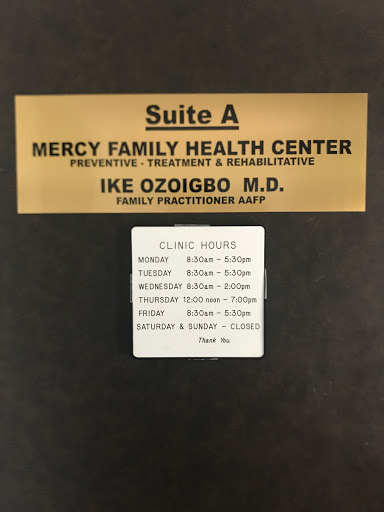 Suite A
MERCY FAMILY HEALTH CENTER
PREVENTIVE - TREATMENT & REHABILITATIVE
IKE OZOIGBO M.D.
FAMILY PRACTITIONER AAFP
CLINIC HOURS
MONDAY 8:30am - 5:30pm
TUESDAY 8:30am - 5:30pm
WEDNESDAY 8:30am - 2:00pm
THURSDAY 12:00 noon - 7:00pm
FRIDAY 8:30am - 5:30pm
SATURDAY & SUNDAY - CLOSED
Thank You.